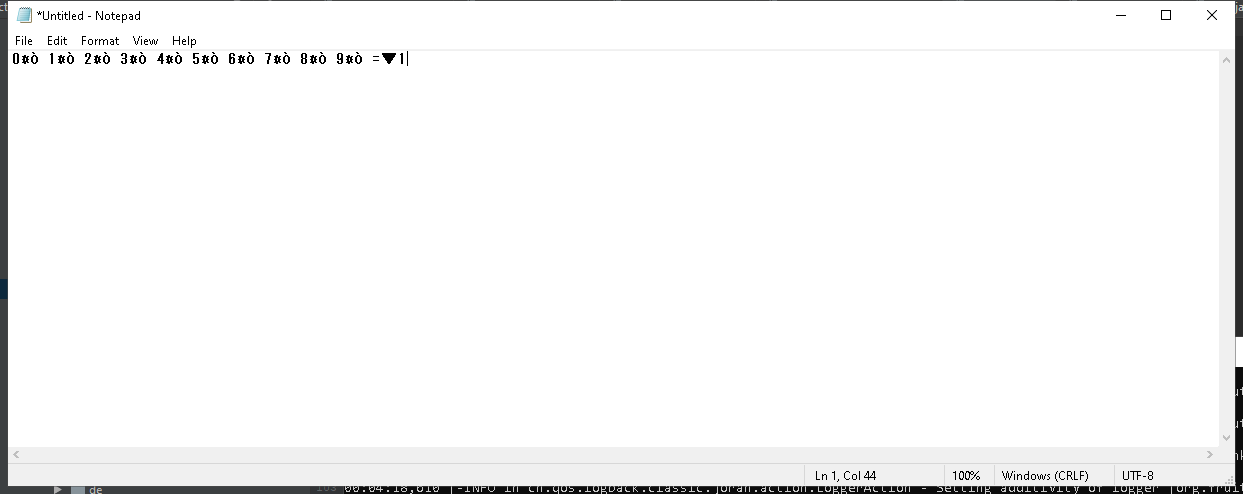 *Untitled - Notepad
File Edit Format View Help
0¤ò 1¤ò 2¤ò 3¤ò 4¤ò 5¤ò 6¤ò 7¤ò 8¤ò 9¤ò =▼1
Ln 1, Col 44 100% Windows (CRLF) UTF-8
de
00:04:18,610 |-INFO in ch.qos.logback.classic.joran.action.LoggerAction - Setting additivity of logger